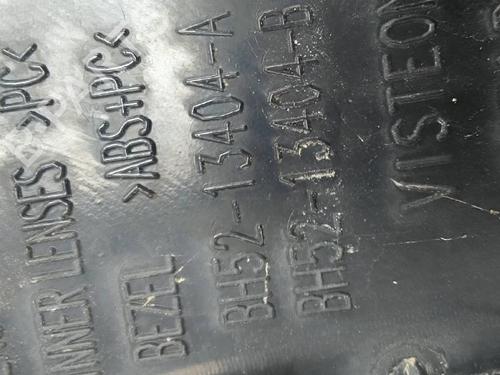 INNER LENSES >PC<
BEZEL >ABS+PC<
BH52-13404-A
BH52-13404-B
VISTEON